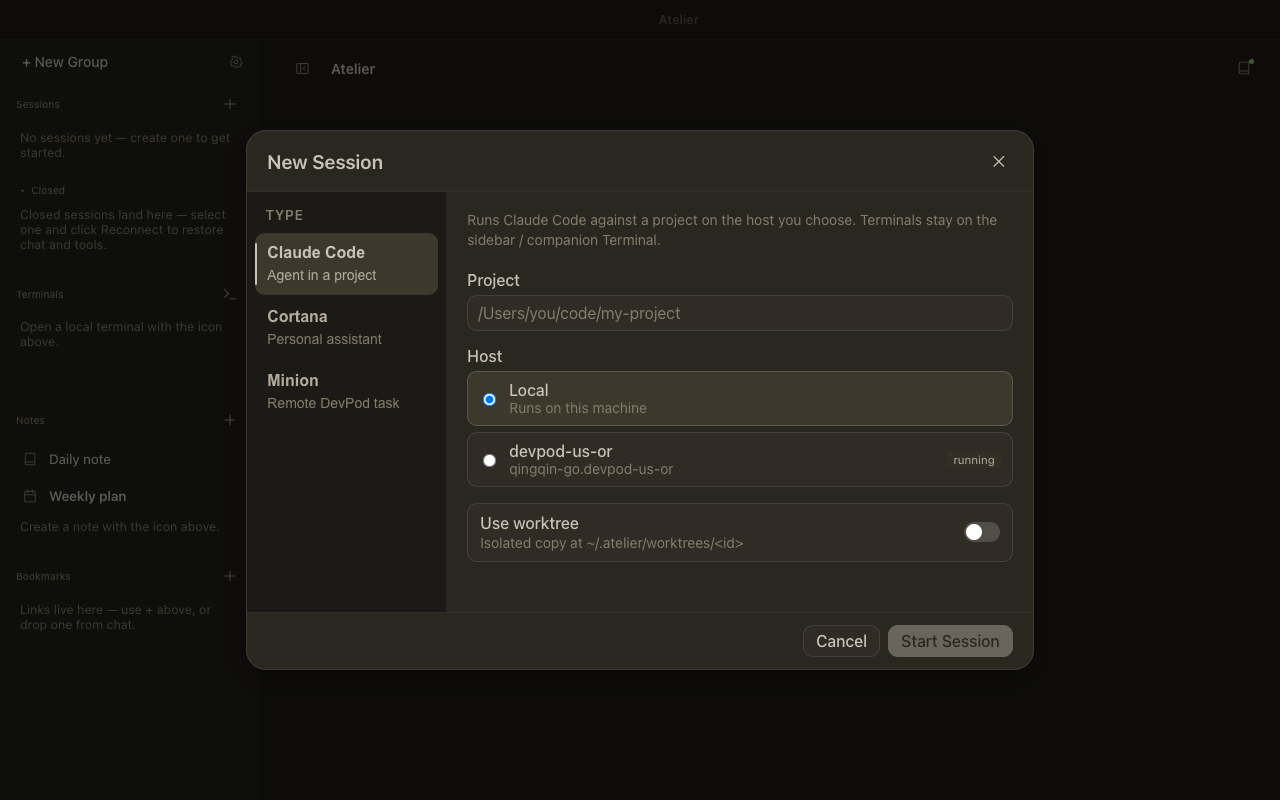 Atelier
+ New Group
Atelier
Sessions
No sessions yet — create one to get
started.
Closed
Closed sessions land here — select
one and click Reconnect to restore
chat and tools.
Terminals
Open a local terminal with the icon
above.
Notes
Daily note
Weekly plan
Create a note with the icon above.
Bookmarks
Links live here — use + above, or
drop one from chat.
New Session
TYPE
Claude Code
Agent in a project
Cortana
Personal assistant
Minion
Remote DevPod task
Runs Claude Code against a project on the host you choose. Terminals stay on the
sidebar / companion Terminal.
Project
/Users/you/code/my-project
Host
Local
Runs on this machine
devpod-us-or
qingqin-go.devpod-us-or
running
Use worktree
Isolated copy at ~/.atelier/worktrees/<id>
Cancel
Start Session